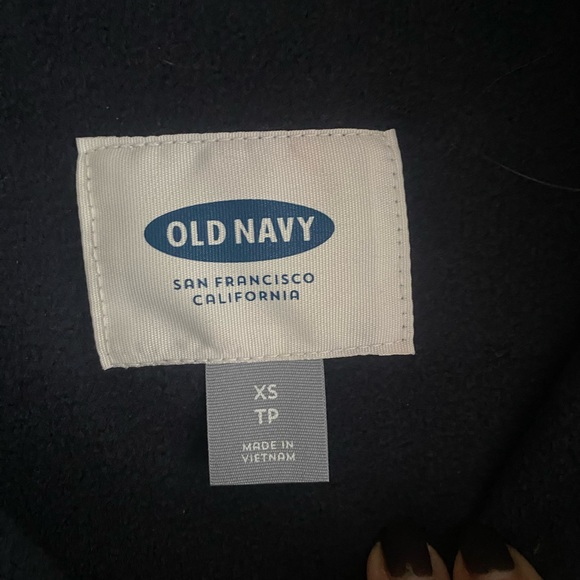 OLD NAVY
SAN FRANCISCO
CALIFORNIA
XS
TP
MADE IN
VIETNAM